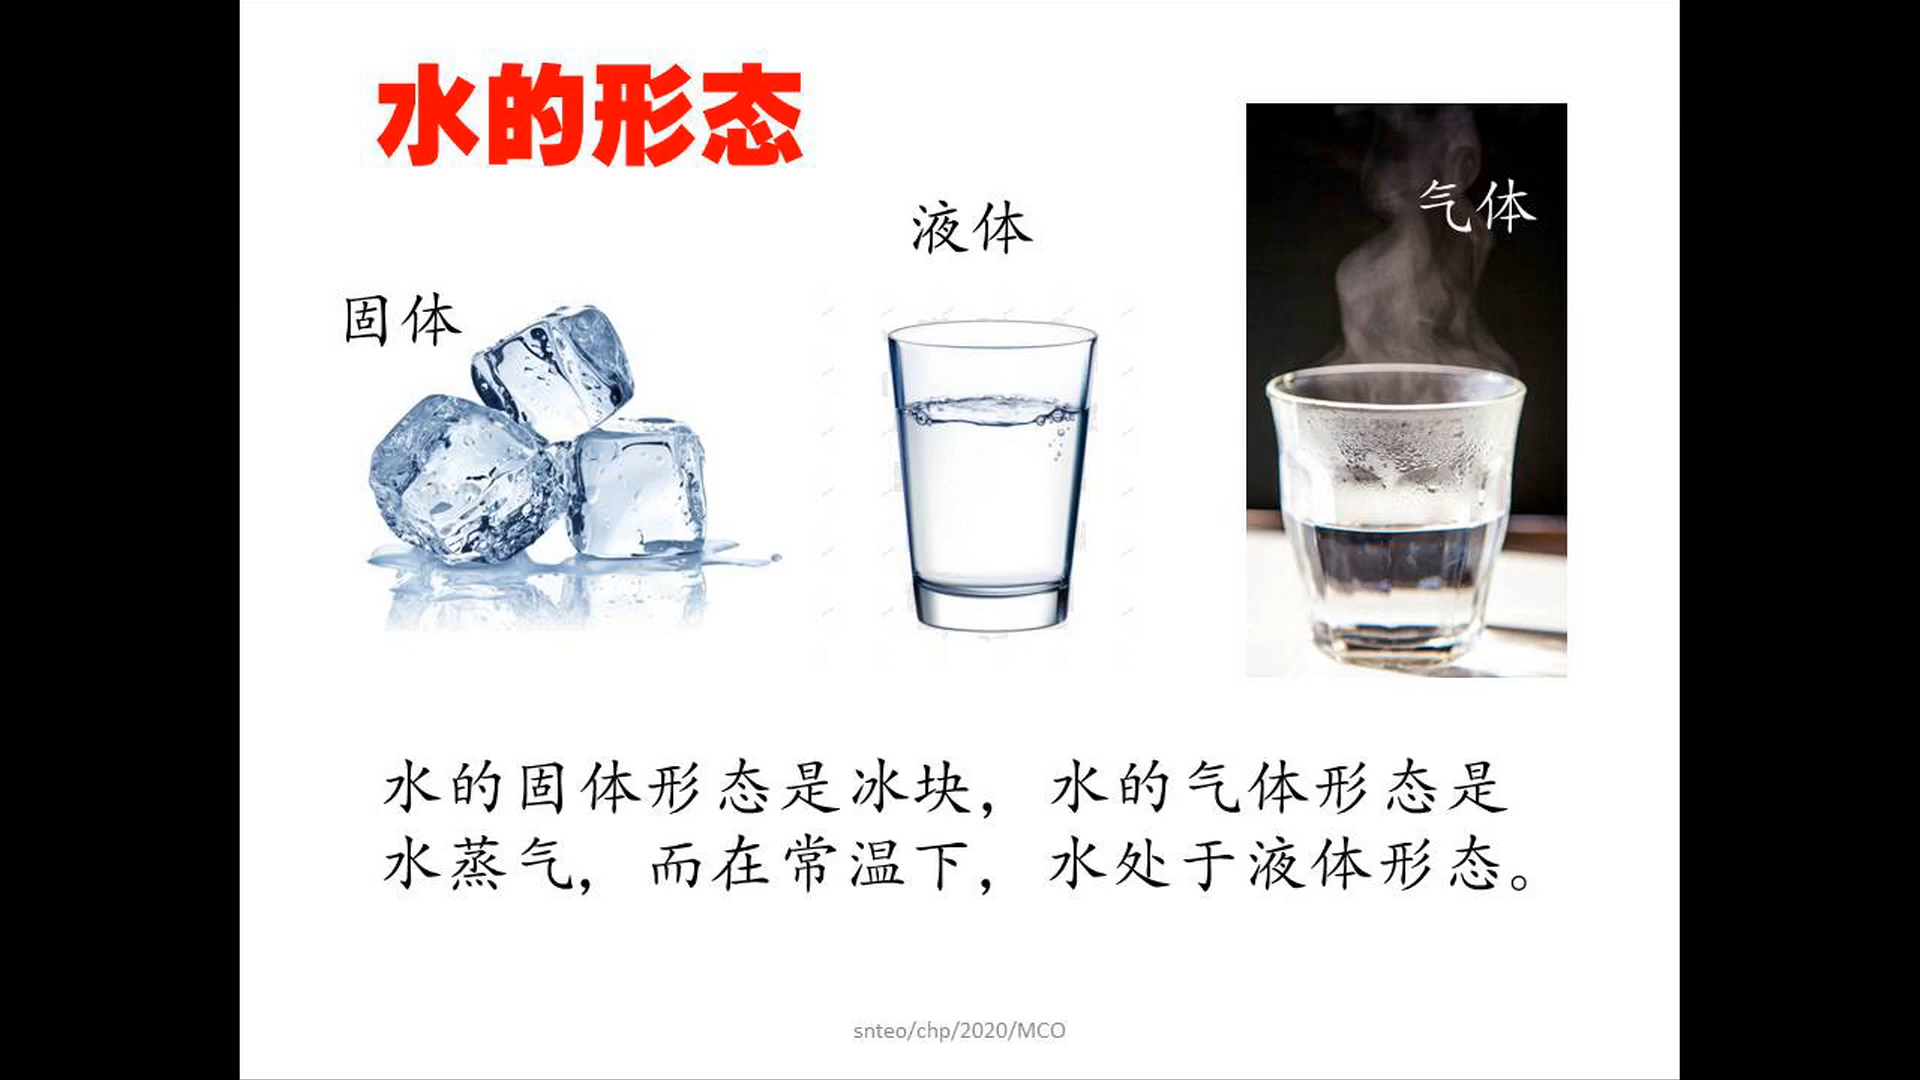 水的形态
固体
液体
气体
水的固体形态是冰块，水的气体形态是
水蒸气，而在常温下，水处于液体形态。
snteo/chp/2020/MCO